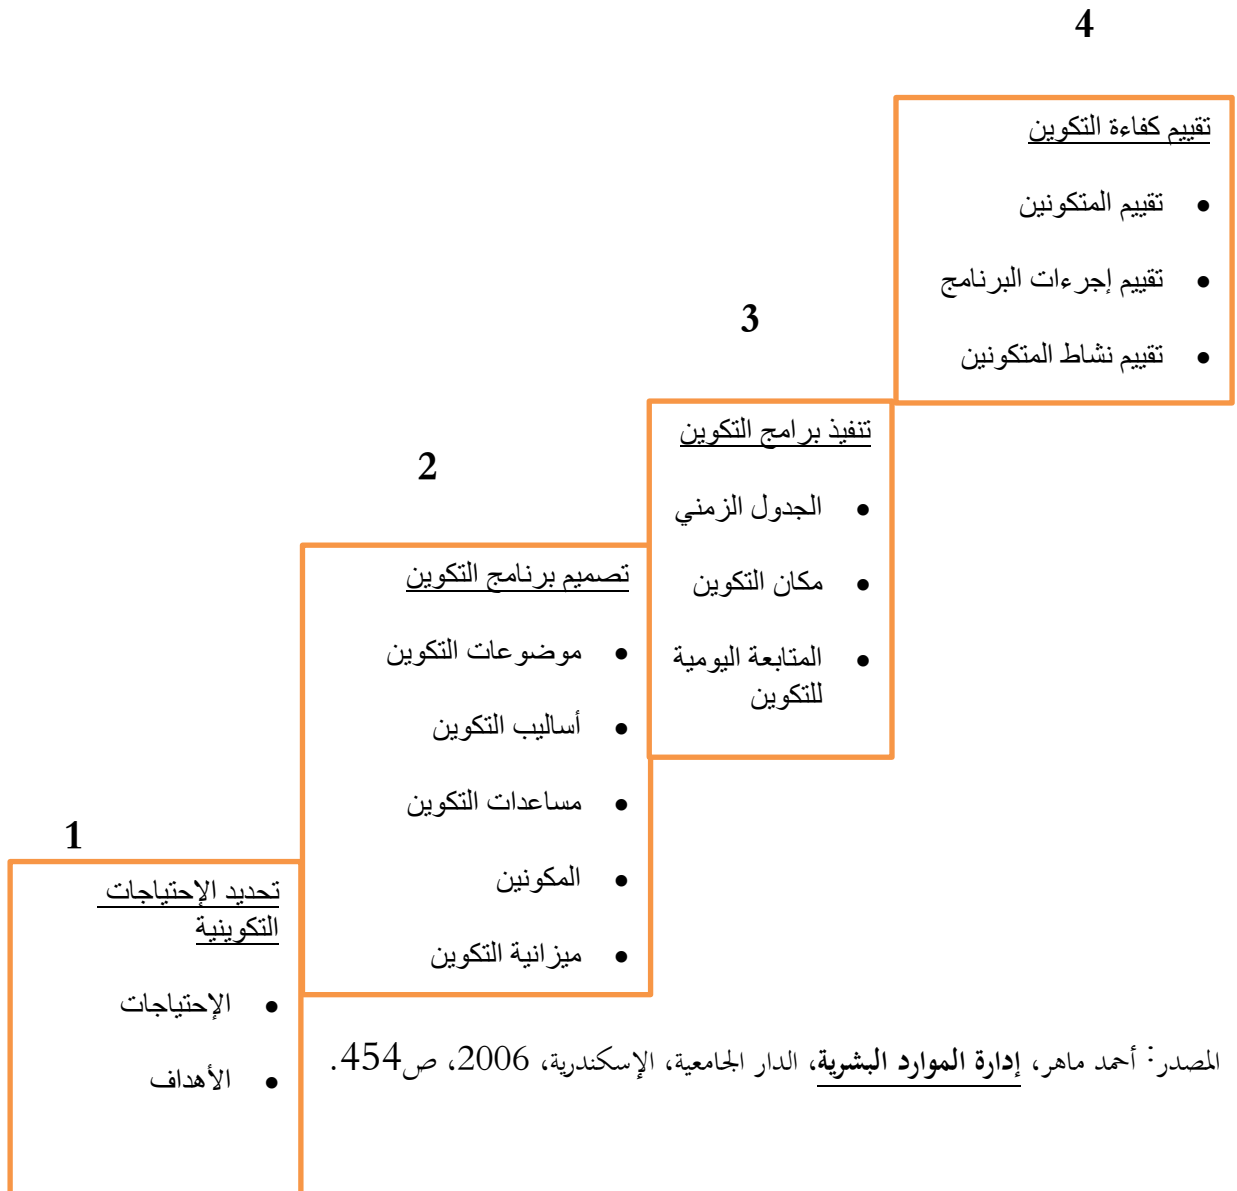 4
تقييم كفاءة التكوين
• تقييم المتكونين
• تقييم إجرءات البرنامج
• تقييم نشاط المتكونين
3
تنفيذ برامج التكوين
• الجدول الزمني
• مكان التكوين
• المتابعة اليومية
للتكوين
2
تصميم برنامج التكوين
• موضوعات التكوين
• أساليب التكوين
• مساعدات التكوين
• المكونين
• ميزانية التكوين
1
تحديد الإحتياجات
التكوينية
• الإحتياجات
• الأهداف
المصدر: أحمد ماهر، إدارة الموارد البشرية، الدار الجامعية، الإسكندرية، 2006، ص454.